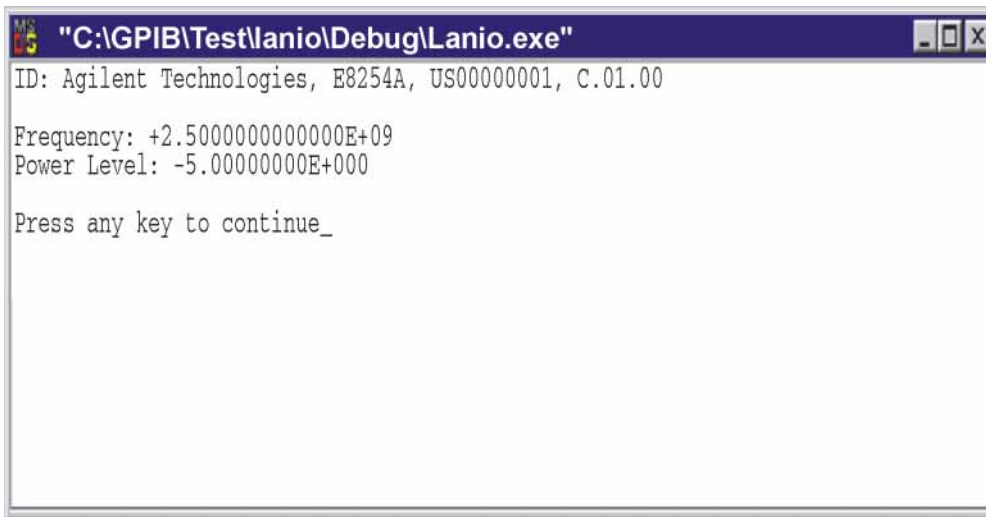 "C:\GPIB\Test\lanio\Debug\Lanio.exe"
ID: Agilent Technologies, E8254A, US00000001, C.01.00
Frequency: +2.5000000000000E+09
Power Level: -5.00000000E+000
Press any key to continue_